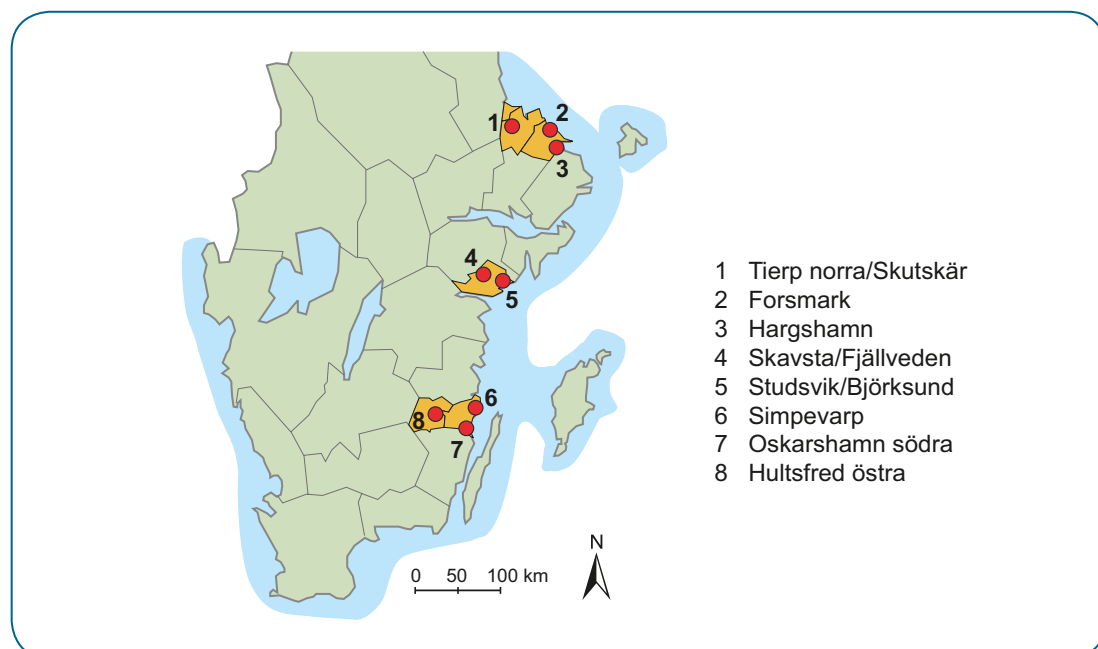 1
2
3
4
5
6
7
8
0 50 100 km
N
1 Tierp norra/Skutskär
2 Forsmark
3 Hargshamn
4 Skavsta/Fjällveden
5 Studsvik/Björksund
6 Simpevarp
7 Oskarshamn södra
8 Hultsfred östra